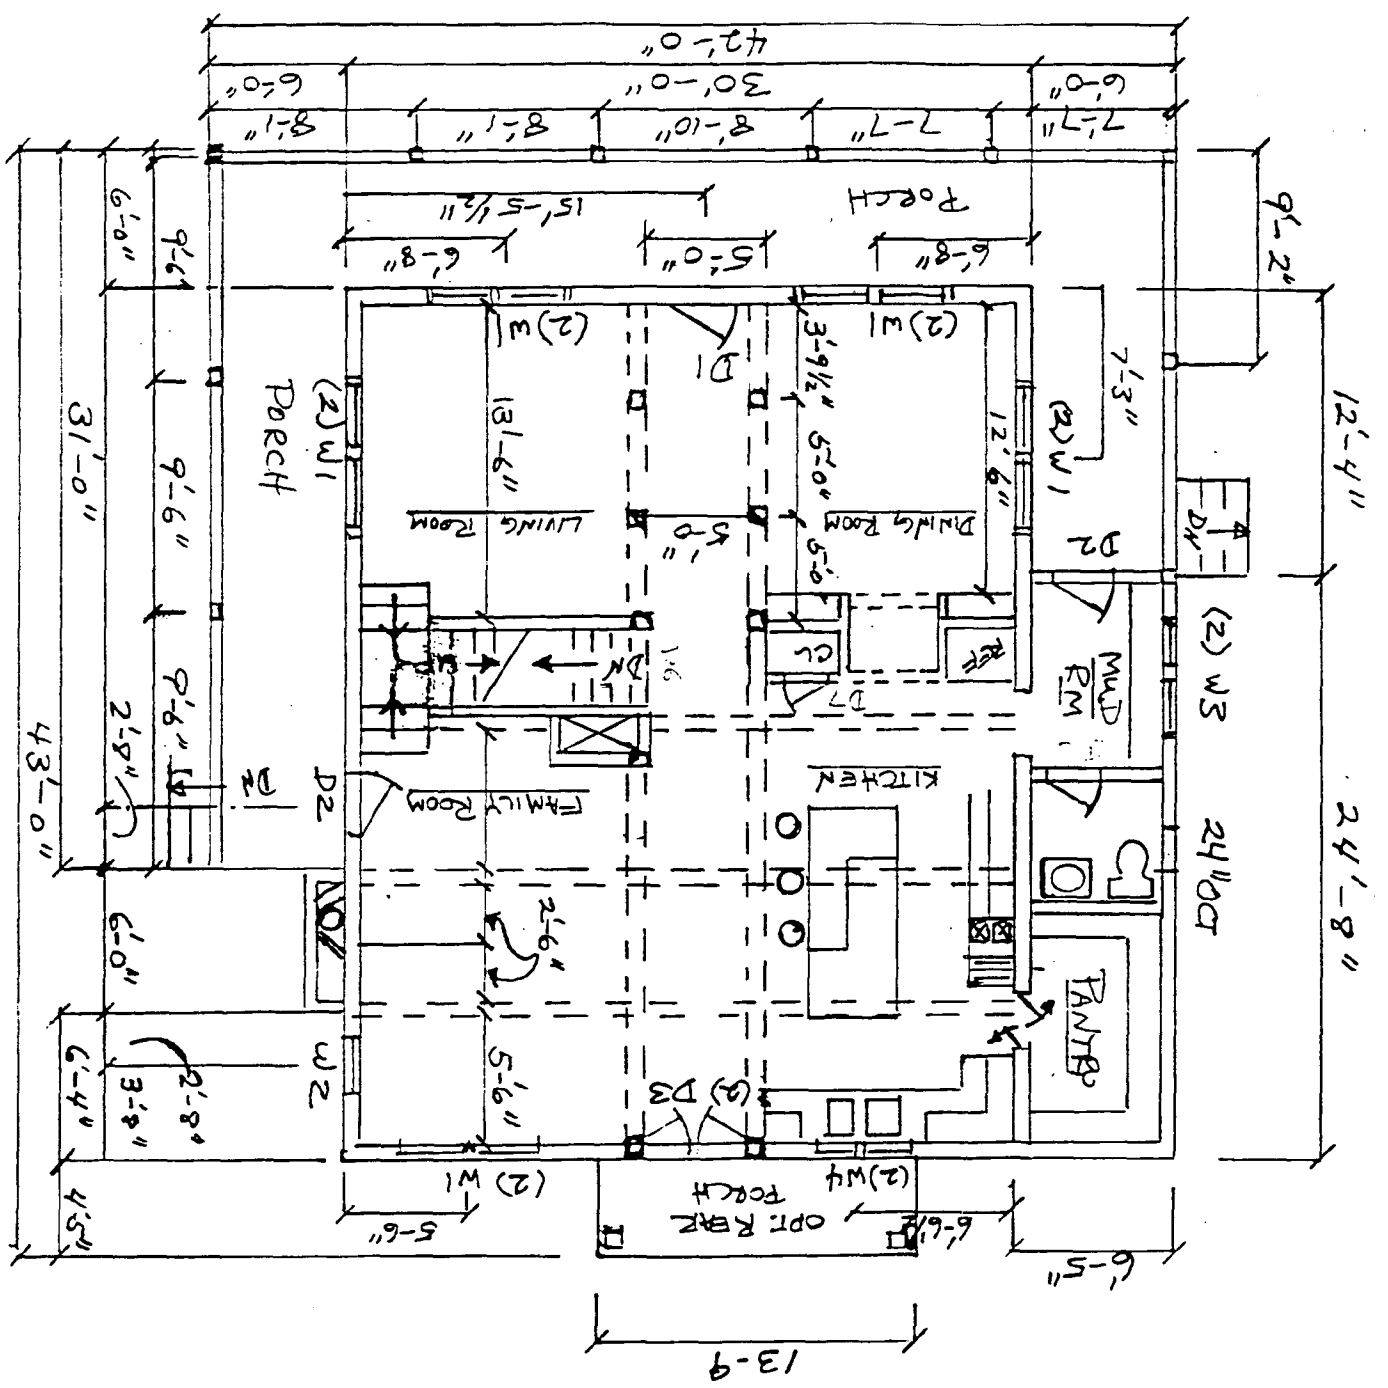 42'-0"
6'-0"
30'-0"
6'-0"
8'-1"
8'-1"
8'-10"
7-7"
7'-7"
15'-5 1/2"
PORCH
6'-8"
5'-0"
6'-8"
9'-2"
6'-0"
9'-6"
(2)W1
(2)W1
D1
3'-9 1/2"
7'-3"
12'-4"
PORCH
(2)W1
13'-6"
5'-0"
12'6"
(2)W1
31'-0"
9'-6"
LIVING ROOM
5'-0"
DINING ROOM
5'-0
D2
DN
9'-6"
DN
CL
REF
D7
MUD RM
(2) W3
43'-0"
2'-8"
DN
D2
FAMILY ROOM
KITCHEN
24'-8"
6'-0"
2'-6"
PANTRY
6'-4"
3'-8"
2'-8"
W2
5'-6"
(2) D3
4'5"
(2) W1
(2)W4
5-6"
OPT. REAR PORCH
6'-6 1/2
6'-5"
13-9